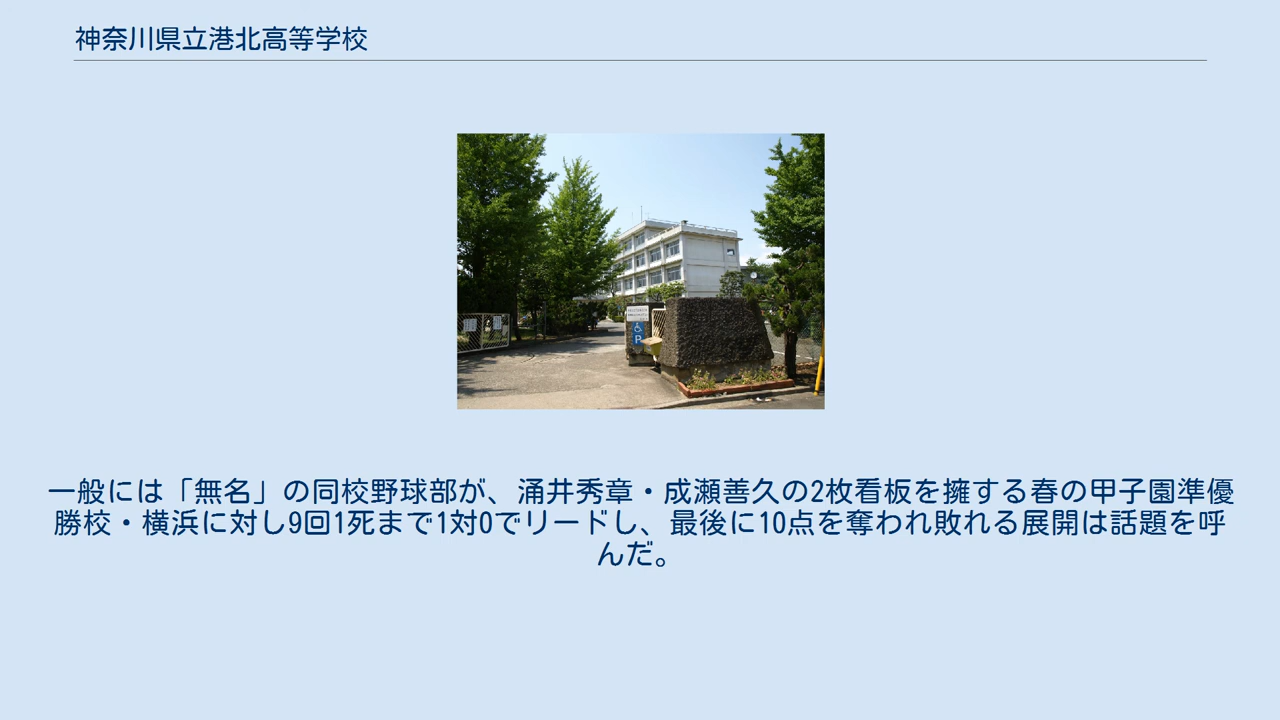 神奈川県立港北高等学校
P
一般には「無名」の同校野球部が、涌井秀章・成瀬善久の2枚看板を擁する春の甲子園準優
勝校・横浜に対し9回1死まで1対0でリードし、最後に10点を奪われ敗れる展開は話題を呼
んだ。